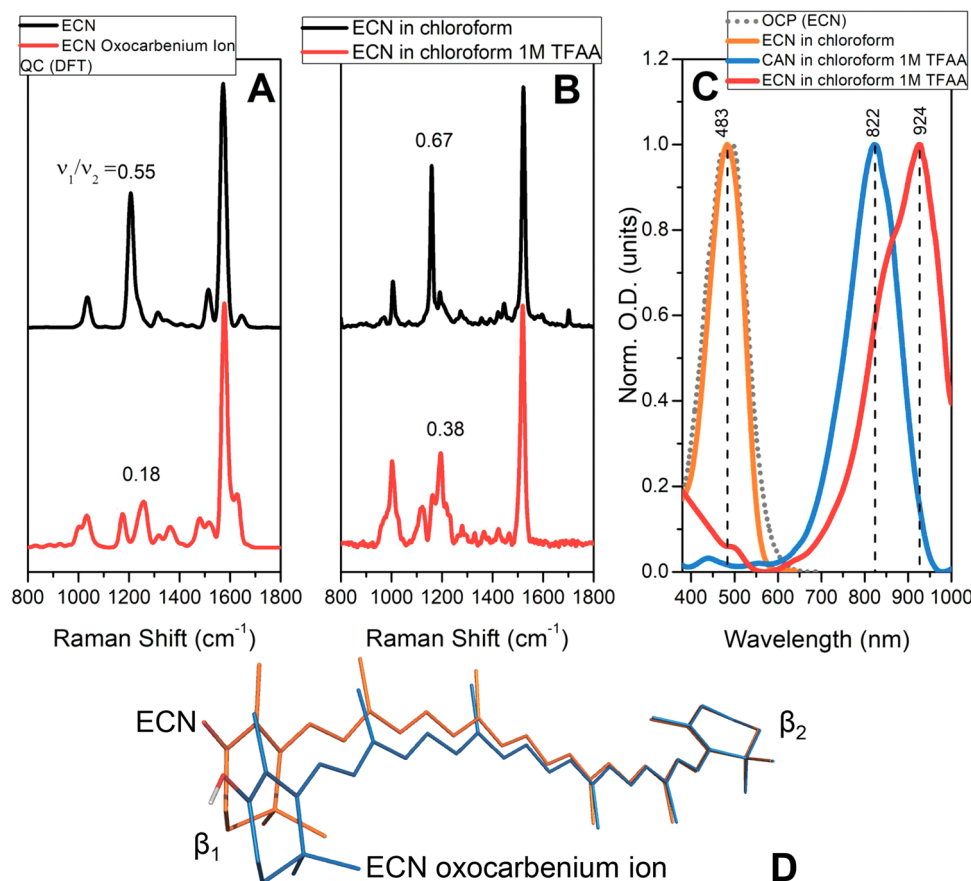 ECN
ECN Oxocarbenium Ion
QC (DFT)
A
ν₁/ν₂ = 0.55
0.18
800 1000 1200 1400 1600 1800
Raman Shift (cm⁻¹)
ECN in chloroform
ECN in chloroform 1M TFAA
B
0.67
0.38
800 1000 1200 1400 1600 1800
Raman Shift (cm⁻¹)
OCP (ECN)
ECN in chloroform
CAN in chloroform 1M TFAA
ECN in chloroform 1M TFAA
C
483
822
924
1.2
1.0
0.8
0.6
0.4
0.2
0.0
Norm. O.D. (units)
400 500 600 700 800 900 1000
Wavelength (nm)
ECN
β₁
β₂
ECN oxocarbenium ion
D